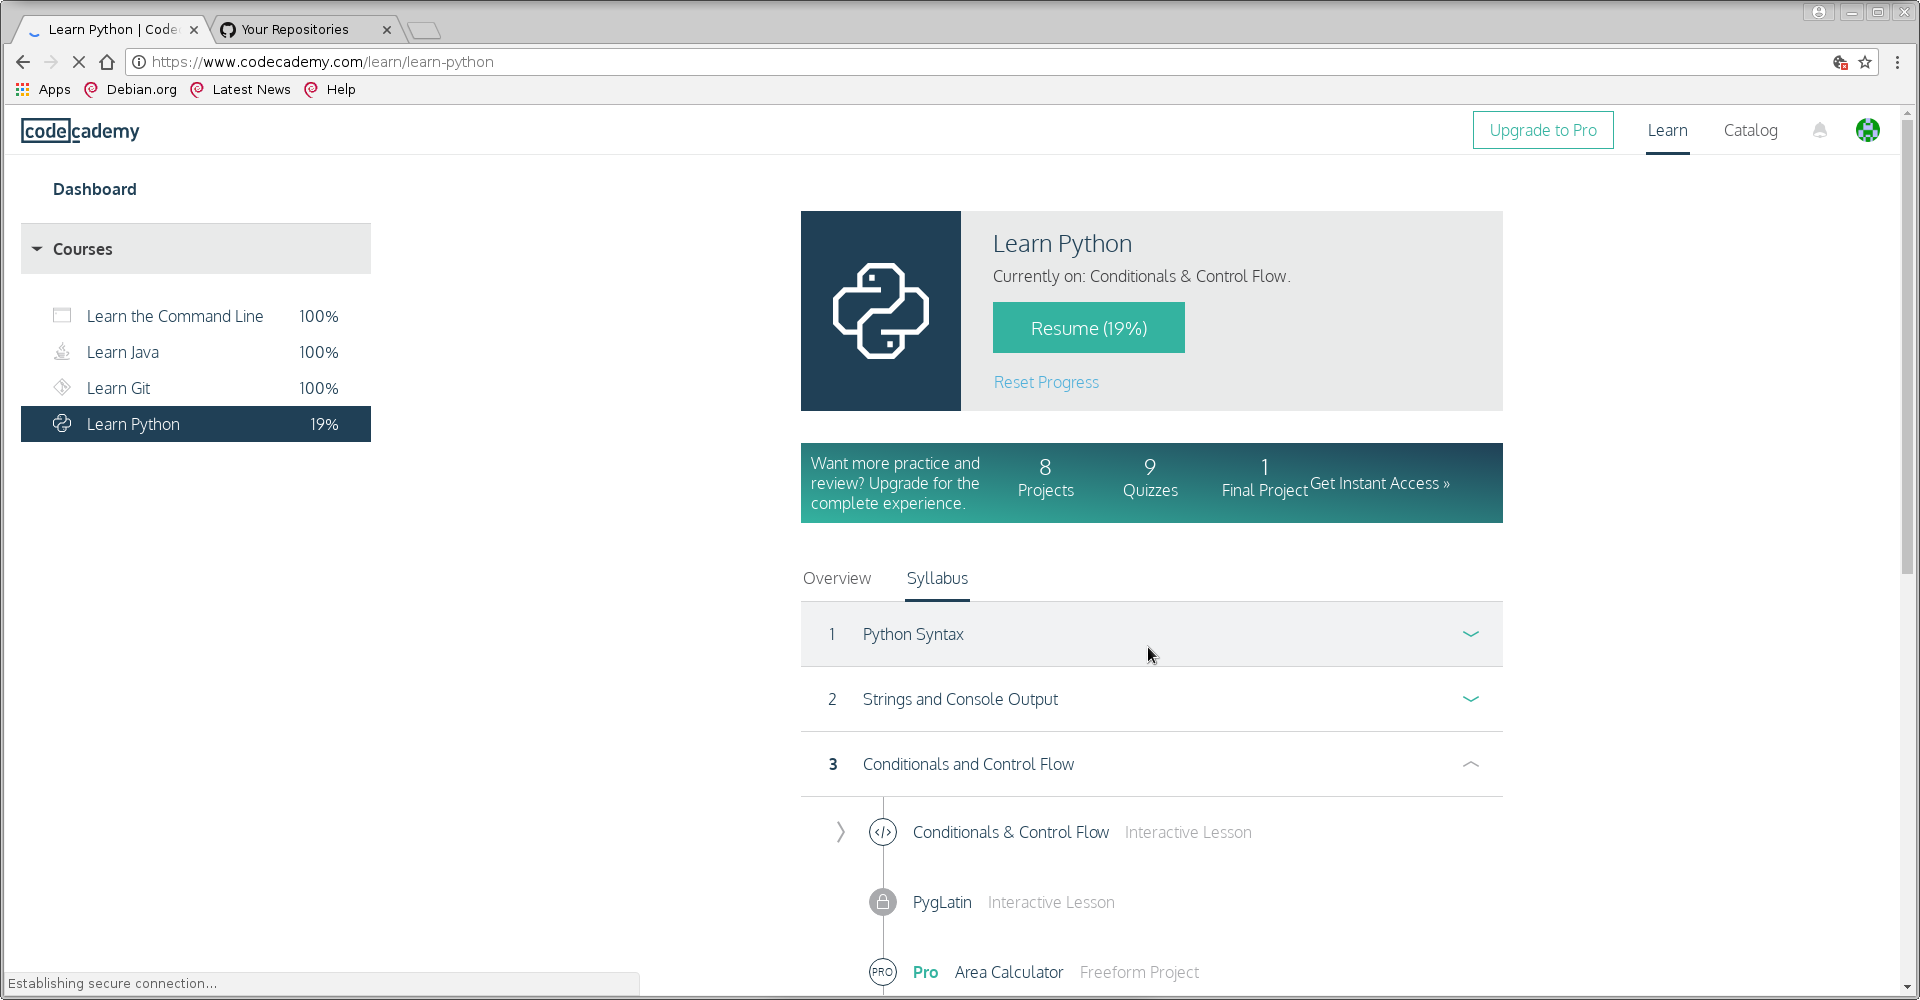 Learn Python | Code
Your Repositories
https://www.codecademy.com/learn/learn-python
Apps Debian.org Latest News Help
codecademy
Upgrade to Pro Learn Catalog
Dashboard
Courses
Learn the Command Line 100%
Learn Java 100%
Learn Git 100%
Learn Python 19%
Learn Python
Currently on: Conditionals & Control Flow.
Resume (19%)
Reset Progress
Want more practice and
review? Upgrade for the
complete experience.
8
Projects
9
Quizzes
1
Final Project
Get Instant Access »
Overview Syllabus
1 Python Syntax
2 Strings and Console Output
3 Conditionals and Control Flow
</> Conditionals & Control Flow Interactive Lesson
PygLatin Interactive Lesson
PRO Pro Area Calculator Freeform Project
Establishing secure connection...